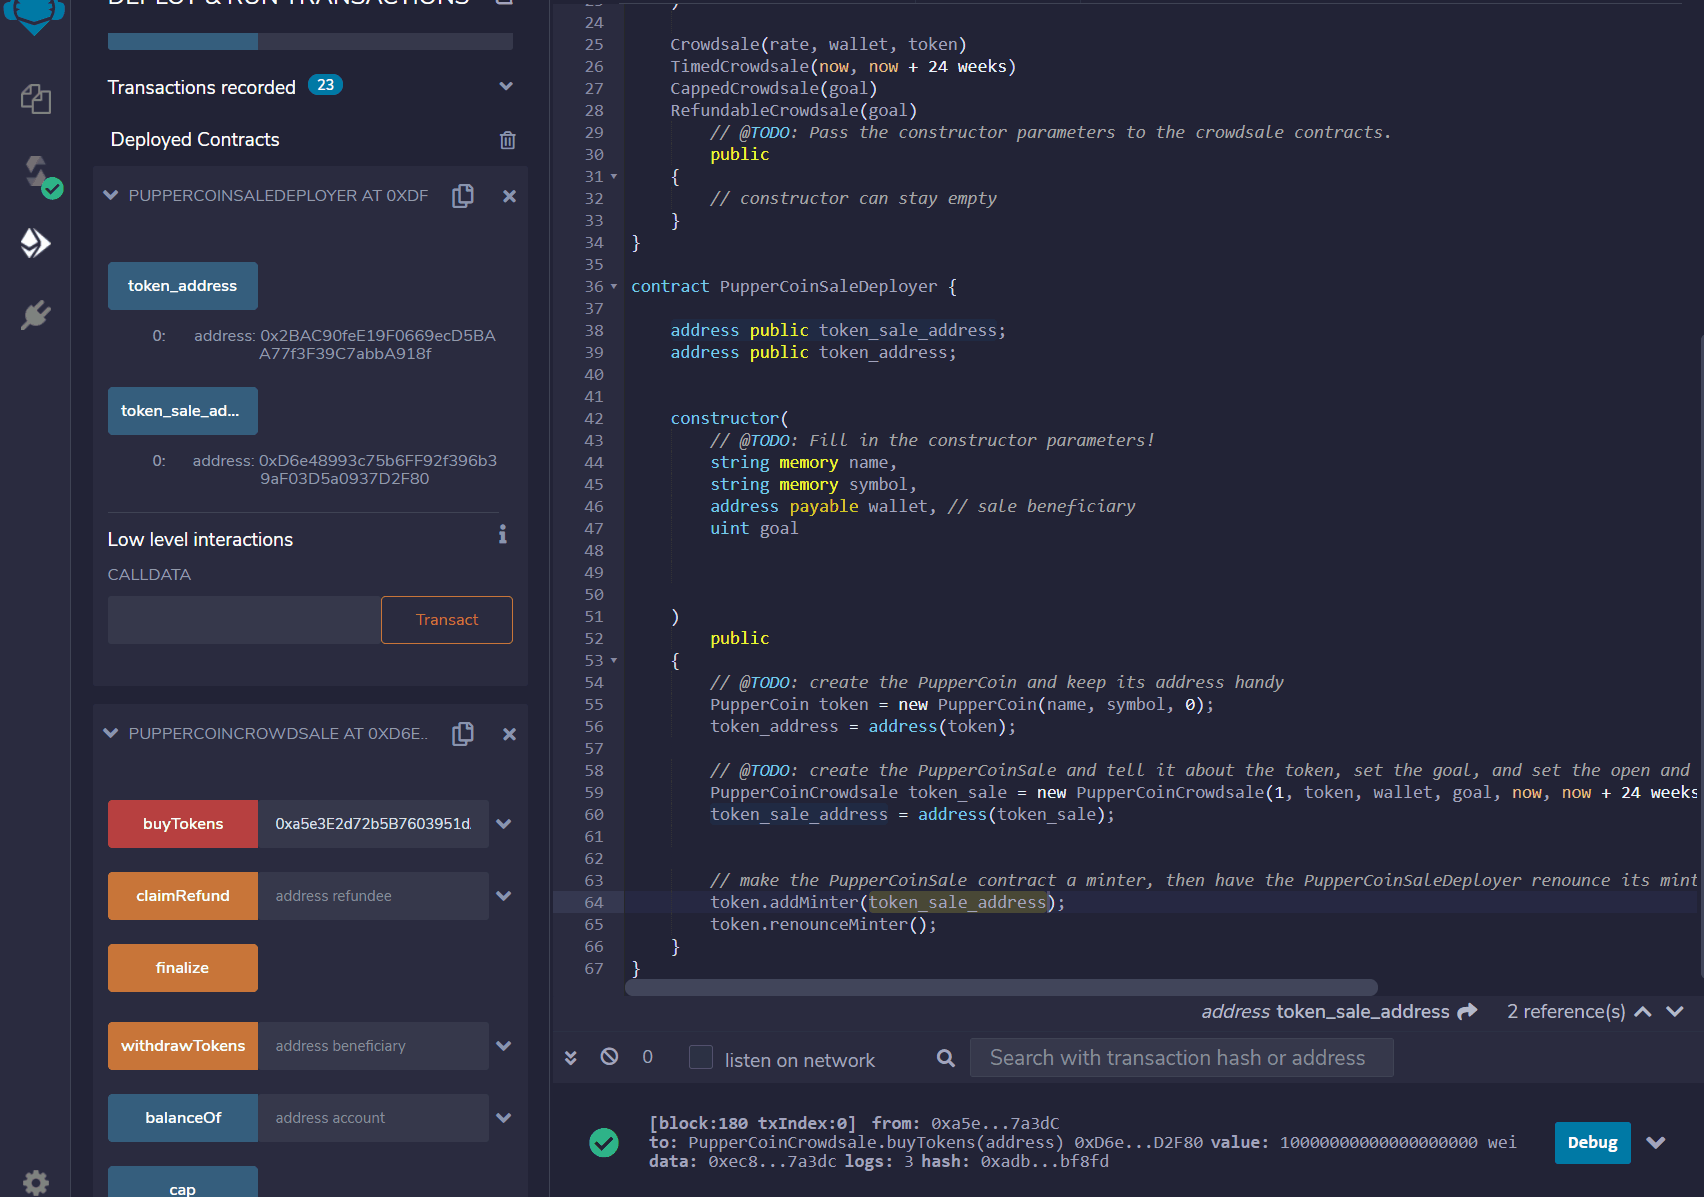 DEPLOY & RUN TRANSACTIONS
Transactions recorded 23
Deployed Contracts
PUPPERCOINSALEDEPLOYER AT 0XDF
token_address
0: address: 0x2BAC90feE19F0669ecD5BA
A77f3F39C7abbA918f
token_sale_ad...
0: address: 0xD6e48993c75b6FF92f396b3
9aF03D5a0937D2F80
Low level interactions
CALLDATA
Transact
PUPPERCOINCROWDSALE AT 0XD6E..
buyTokens 0xa5e3E2d72b5B7603951d
claimRefund address refundee
finalize
withdrawTokens address beneficiary
balanceOf address account
cap
23 )
24
25 Crowdsale(rate, wallet, token)
26 TimedCrowdsale(now, now + 24 weeks)
27 CappedCrowdsale(goal)
28 RefundableCrowdsale(goal)
29 // @TODO: Pass the constructor parameters to the crowdsale contracts.
30 public
31 {
32 // constructor can stay empty
33 }
34 }
35
36 contract PupperCoinSaleDeployer {
37
38 address public token_sale_address;
39 address public token_address;
40
41
42 constructor(
43 // @TODO: Fill in the constructor parameters!
44 string memory name,
45 string memory symbol,
46 address payable wallet, // sale beneficiary
47 uint goal
48
49
50
51 )
52 public
53 {
54 // @TODO: create the PupperCoin and keep its address handy
55 PupperCoin token = new PupperCoin(name, symbol, 0);
56 token_address = address(token);
57
58 // @TODO: create the PupperCoinSale and tell it about the token, set the goal, and set the open and
59 PupperCoinCrowdsale token_sale = new PupperCoinCrowdsale(1, token, wallet, goal, now, now + 24 weeks
60 token_sale_address = address(token_sale);
61
62
63 // make the PupperCoinSale contract a minter, then have the PupperCoinSaleDeployer renounce its mint
64 token.addMinter(token_sale_address);
65 token.renounceMinter();
66 }
67 }
address token_sale_address 2 reference(s)
0 listen on network Search with transaction hash or address
[block:180 txIndex:0] from: 0xa5e...7a3dC
to: PupperCoinCrowdsale.buyTokens(address) 0xD6e...D2F80 value: 10000000000000000000 wei
data: 0xec8...7a3dc logs: 3 hash: 0xadb...bf8fd
Debug